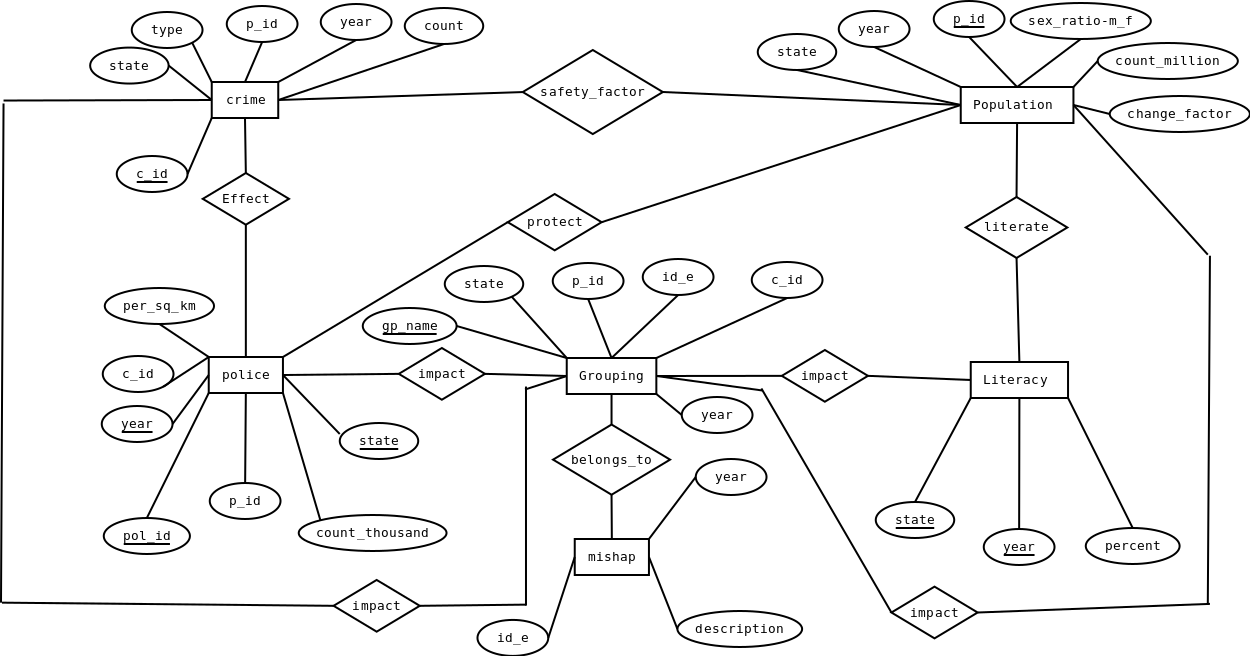 type
p_id
year
count
state
crime
c_id
safety_factor
state
year
p_id
sex_ratio-m_f
count_million
change_factor
Population
Effect
protect
literate
per_sq_km
c_id
year
police
pol_id
p_id
count_thousand
state
impact
gp_name
state
p_id
id_e
c_id
Grouping
year
impact
Literacy
state
year
percent
belongs_to
year
mishap
id_e
description
impact
impact